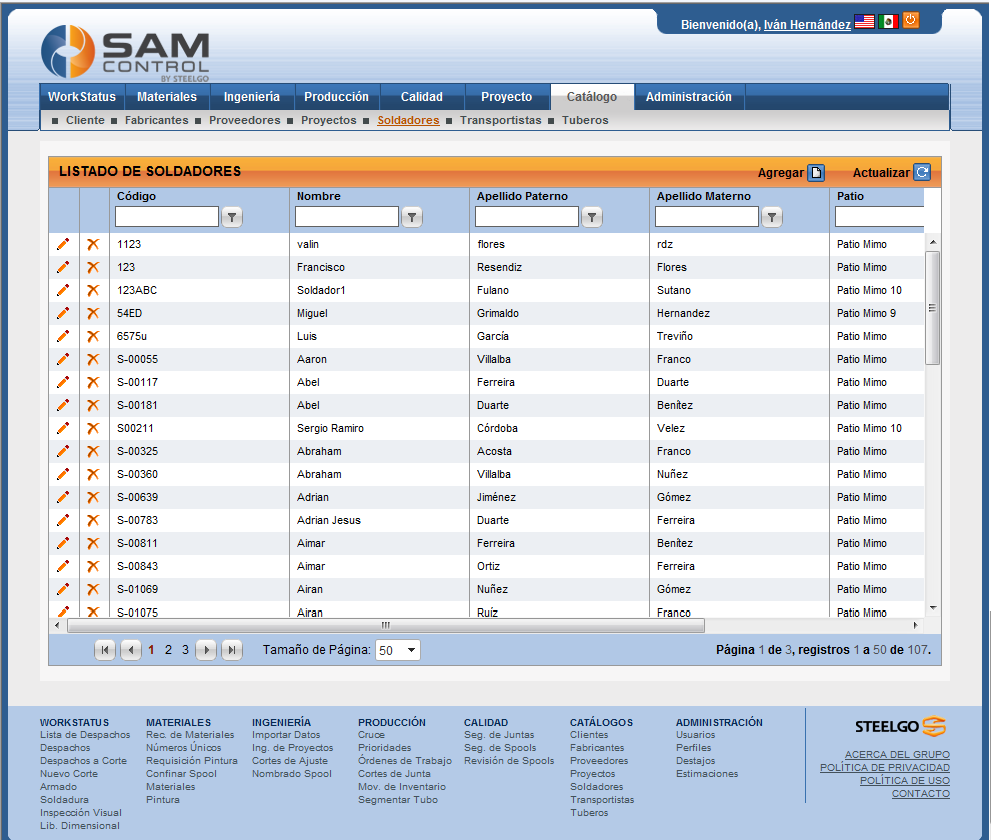 Bienvenido(a), Iván Hernández
SAM
CONTROL
BY STEELGO
WorkStatus Materiales Ingeniería Producción Calidad Proyecto Catálogo Administración
Cliente Fabricantes Proveedores Proyectos Soldadores Transportistas Tuberos
LISTADO DE SOLDADORES Agregar Actualizar
Código Nombre Apellido Paterno Apellido Materno Patio
1123 valin flores rdz Patio Mimo
123 Francisco Resendiz Flores Patio Mimo
123ABC Soldador1 Fulano Sutano Patio Mimo 10
54ED Miguel Grimaldo Hernandez Patio Mimo 9
6575u Luis García Treviño Patio Mimo
S-00055 Aaron Villalba Franco Patio Mimo
S-00117 Abel Ferreira Duarte Patio Mimo
S-00181 Abel Duarte Benítez Patio Mimo
S00211 Sergio Ramiro Córdoba Velez Patio Mimo 10
S-00325 Abraham Acosta Franco Patio Mimo
S-00360 Abraham Villalba Nuñez Patio Mimo
S-00639 Adrian Jiménez Gómez Patio Mimo
S-00783 Adrian Jesus Duarte Ferreira Patio Mimo
S-00811 Aimar Ferreira Benítez Patio Mimo
S-00843 Aimar Ortiz Ferreira Patio Mimo
S-01069 Airan Nuñez Gómez Patio Mimo
S-01075 Airan Ruíz Franco Patio Mimo
1 2 3 Tamaño de Página: 50 Página 1 de 3, registros 1 a 50 de 107.
WORKSTATUS MATERIALES INGENIERÍA PRODUCCIÓN CALIDAD CATÁLOGOS ADMINISTRACIÓN STEELGO
Lista de Despachos Rec. de Materiales Importar Datos Cruce Seg. de Juntas Clientes Usuarios
Despachos Números Únicos Ing. de Proyectos Prioridades Seg. de Spools Fabricantes Perfiles
Despachos a Corte Requisición Pintura Cortes de Ajuste Órdenes de Trabajo Revisión de Spools Proveedores Destajos ACERCA DEL GRUPO
Nuevo Corte Confinar Spool Nombrado Spool Cortes de Junta Proyectos Estimaciones POLÍTICA DE PRIVACIDAD
Armado Materiales Mov. de Inventario Soldadores POLÍTICA DE USO
Soldadura Pintura Segmentar Tubo Transportistas CONTACTO
Inspección Visual Tuberos
Lib. Dimensional